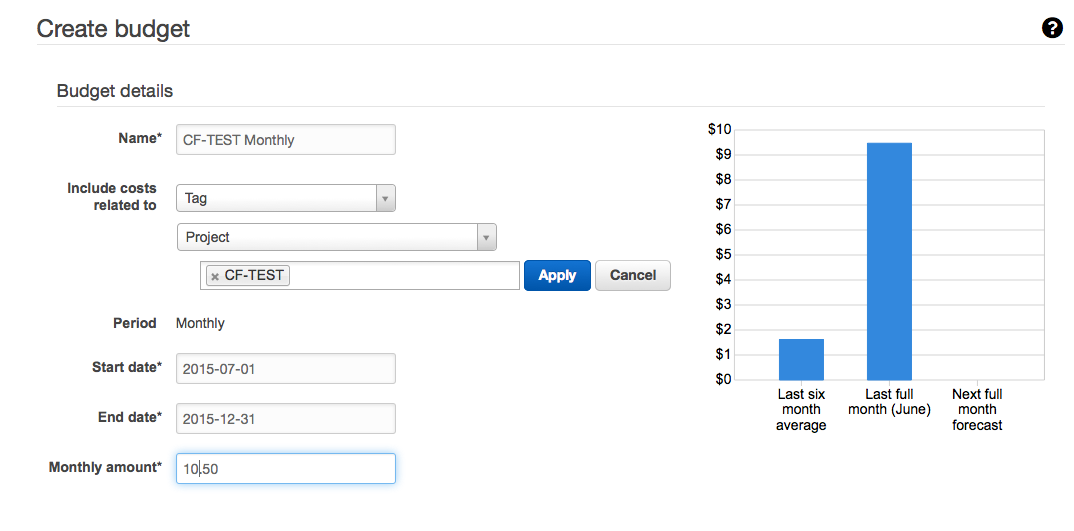 Create budget
?
Budget details
Name*
CF-TEST Monthly
Include costs
related to
Tag
Project
× CF-TEST
Apply
Cancel
Period
Monthly
Start date*
2015-07-01
End date*
2015-12-31
Monthly amount*
10.50
$10
$9
$8
$7
$6
$5
$4
$3
$2
$1
$0
Last six
month
average
Last full
month (June)
Next full
month
forecast